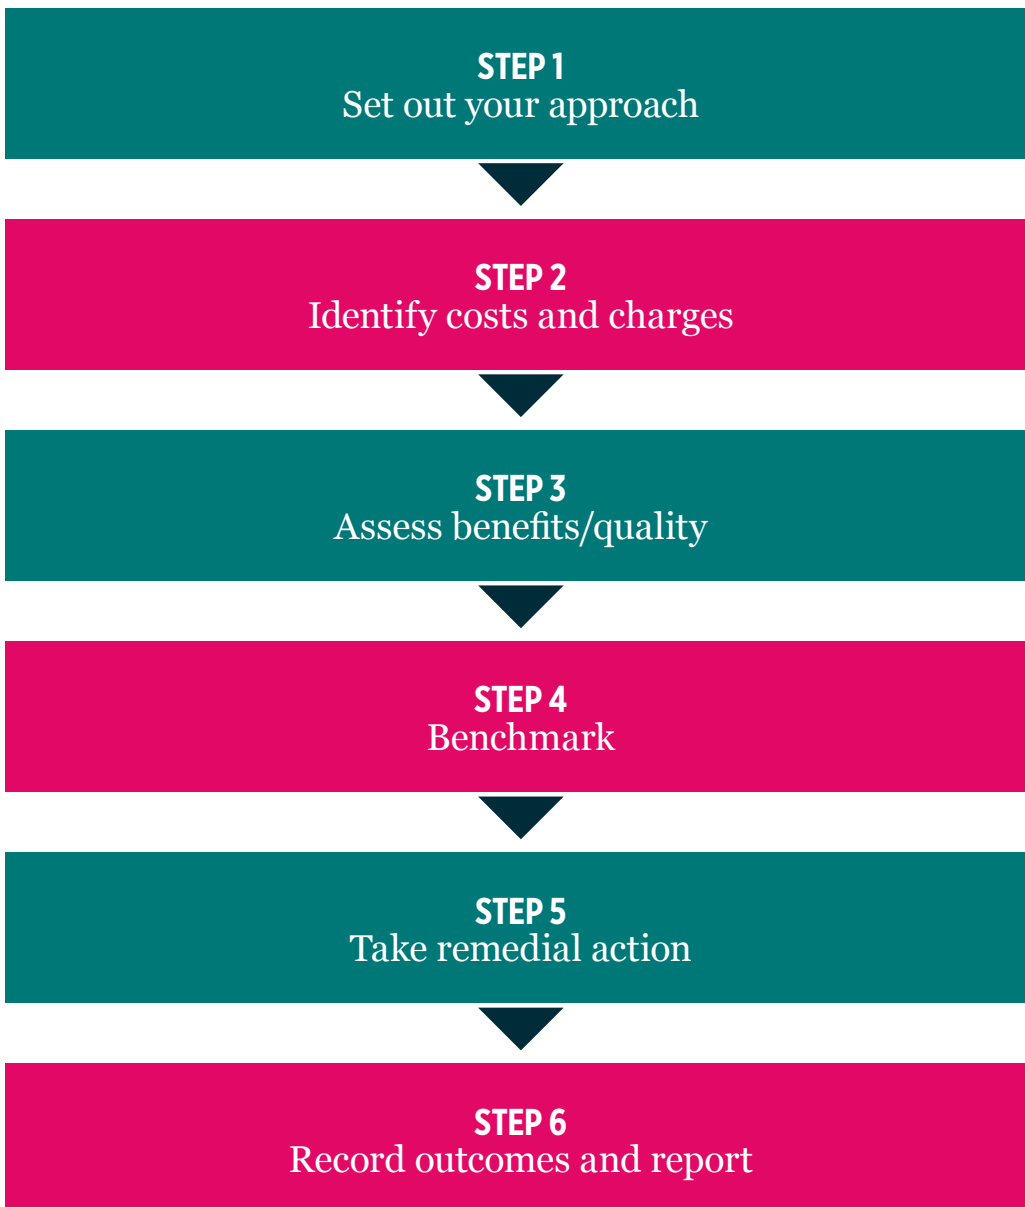 STEP 1
Set out your approach
STEP 2
Identify costs and charges
STEP 3
Assess benefits/quality
STEP 4
Benchmark
STEP 5
Take remedial action
STEP 6
Record outcomes and report